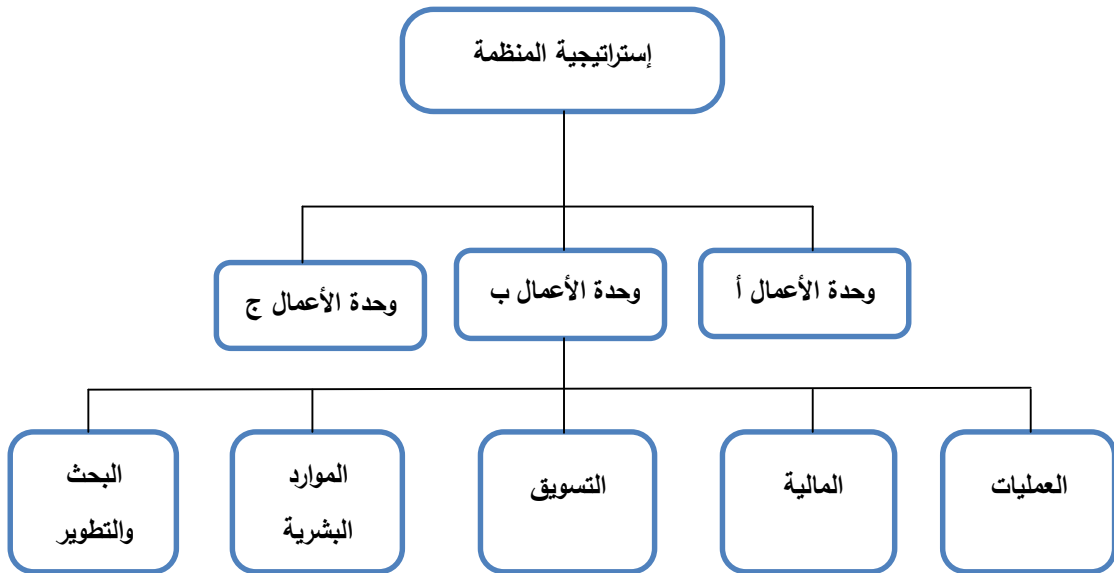 إستراتيجية المنظمة
وحدة الأعمال أ
وحدة الأعمال ب
وحدة الأعمال ج
العمليات
المالية
التسويق
الموارد
البشرية
البحث
والتطوير